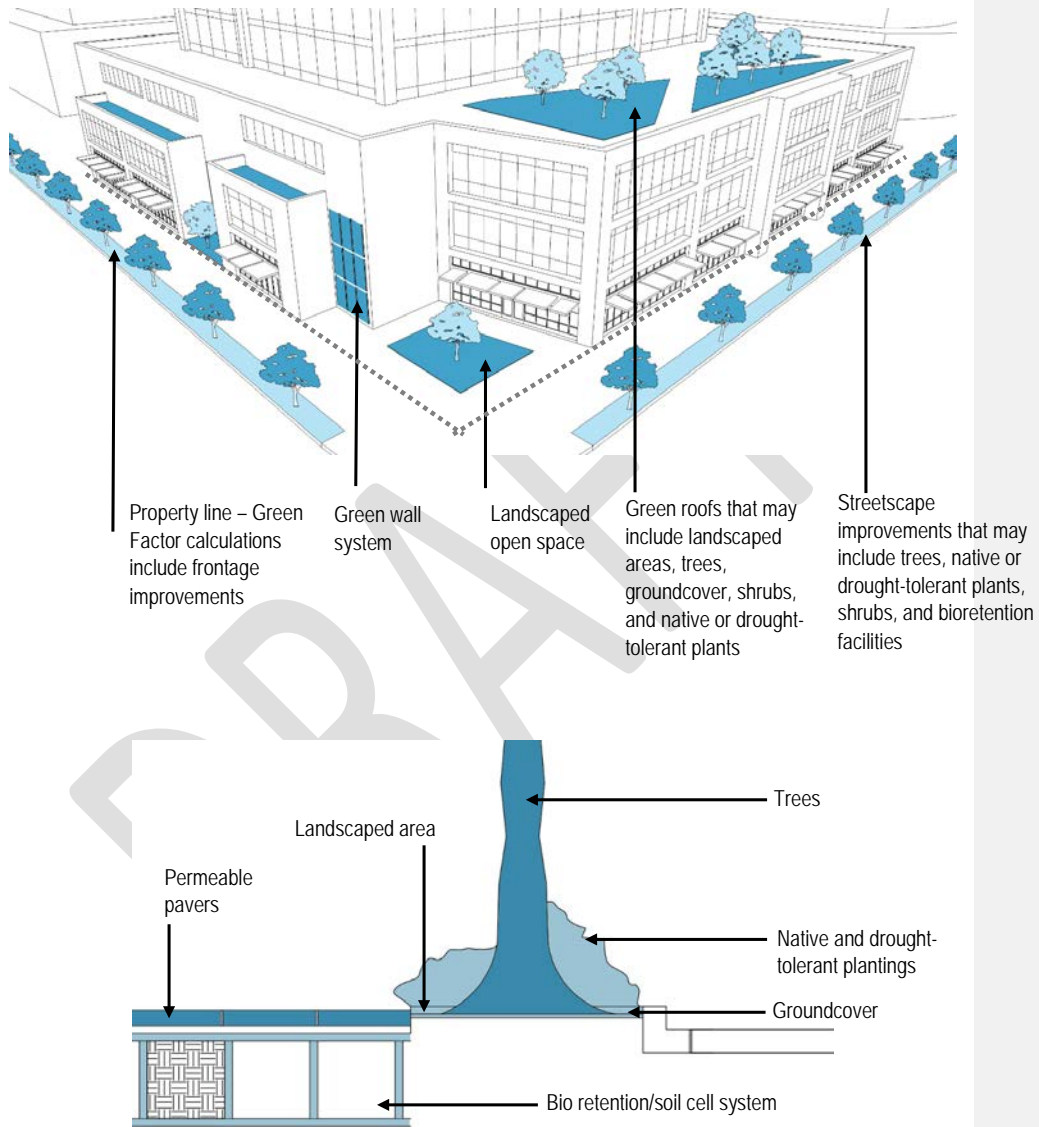 Property line – Green
Factor calculations
include frontage
improvements
Green wall
system
Landscaped
open space
Green roofs that may
include landscaped
areas, trees,
groundcover, shrubs,
and native or drought-
tolerant plants
Streetscape
improvements that may
include trees, native or
drought-tolerant plants,
shrubs, and bioretention
facilities
DRAFT
Trees
Landscaped area
Permeable
pavers
Native and drought-
tolerant plantings
Groundcover
Bio retention/soil cell system